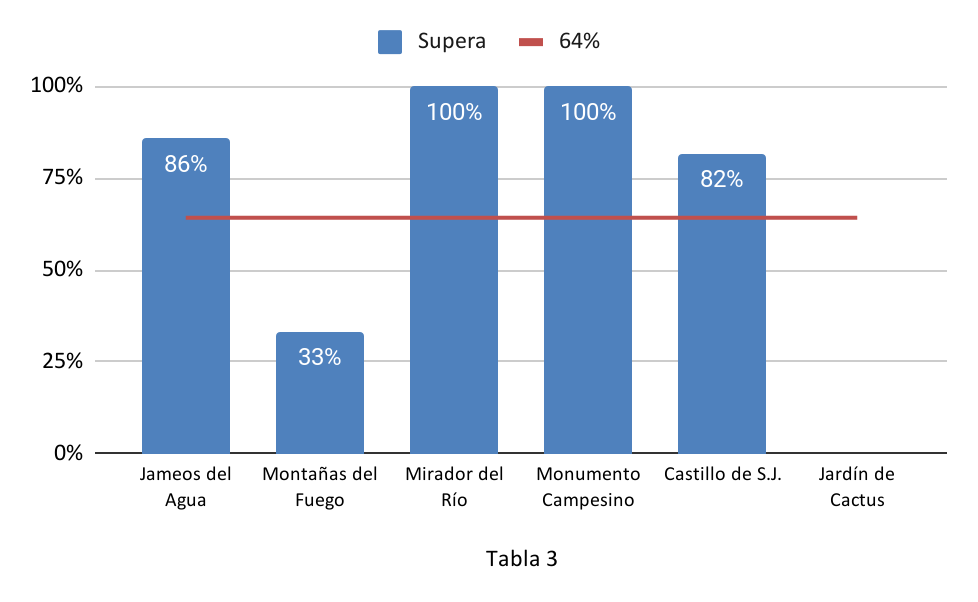 Supera 64%
100%
75%
50%
25%
0%
86%
33%
100%
100%
82%
Jameos del Agua
Montañas del Fuego
Mirador del Río
Monumento Campesino
Castillo de S.J.
Jardín de Cactus
Tabla 3